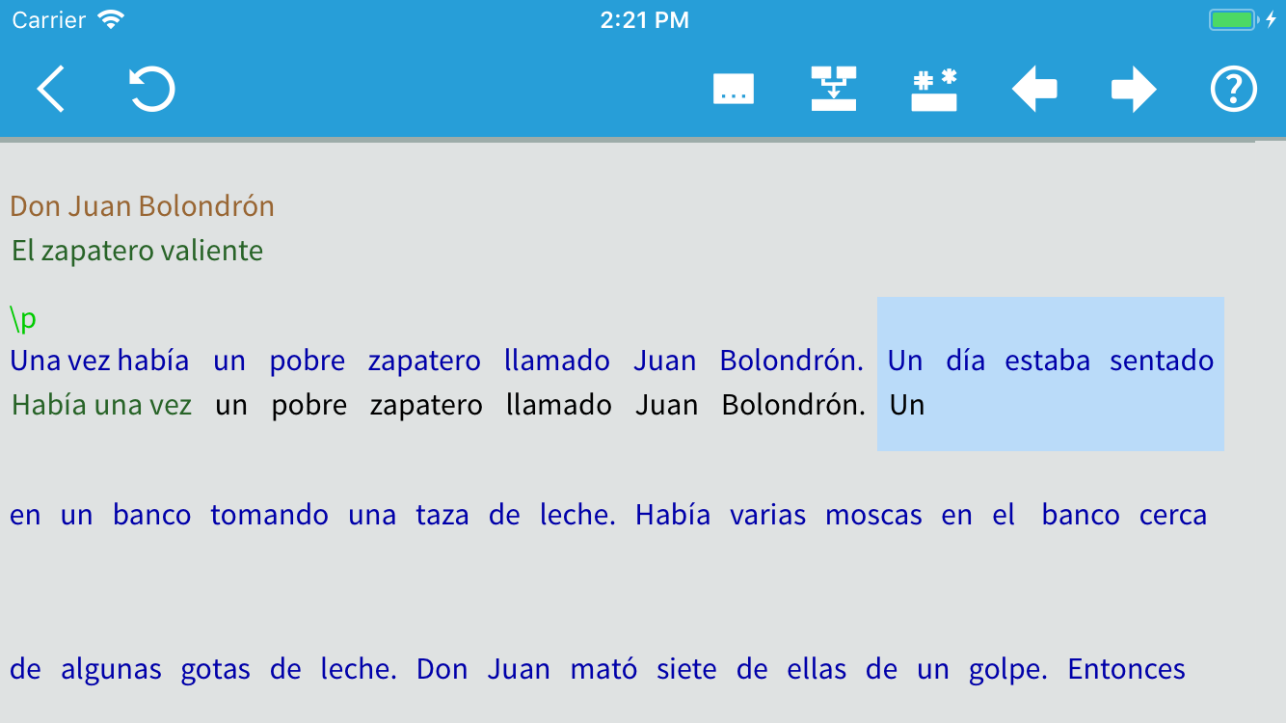 Carrier 2:21 PM
Don Juan Bolondrón
El zapatero valiente
\p
Una vez había un pobre zapatero llamado Juan Bolondrón. Un día estaba sentado
Había una vez un pobre zapatero llamado Juan Bolondrón. Un
en un banco tomando una taza de leche. Había varias moscas en el banco cerca
de algunas gotas de leche. Don Juan mató siete de ellas de un golpe. Entonces